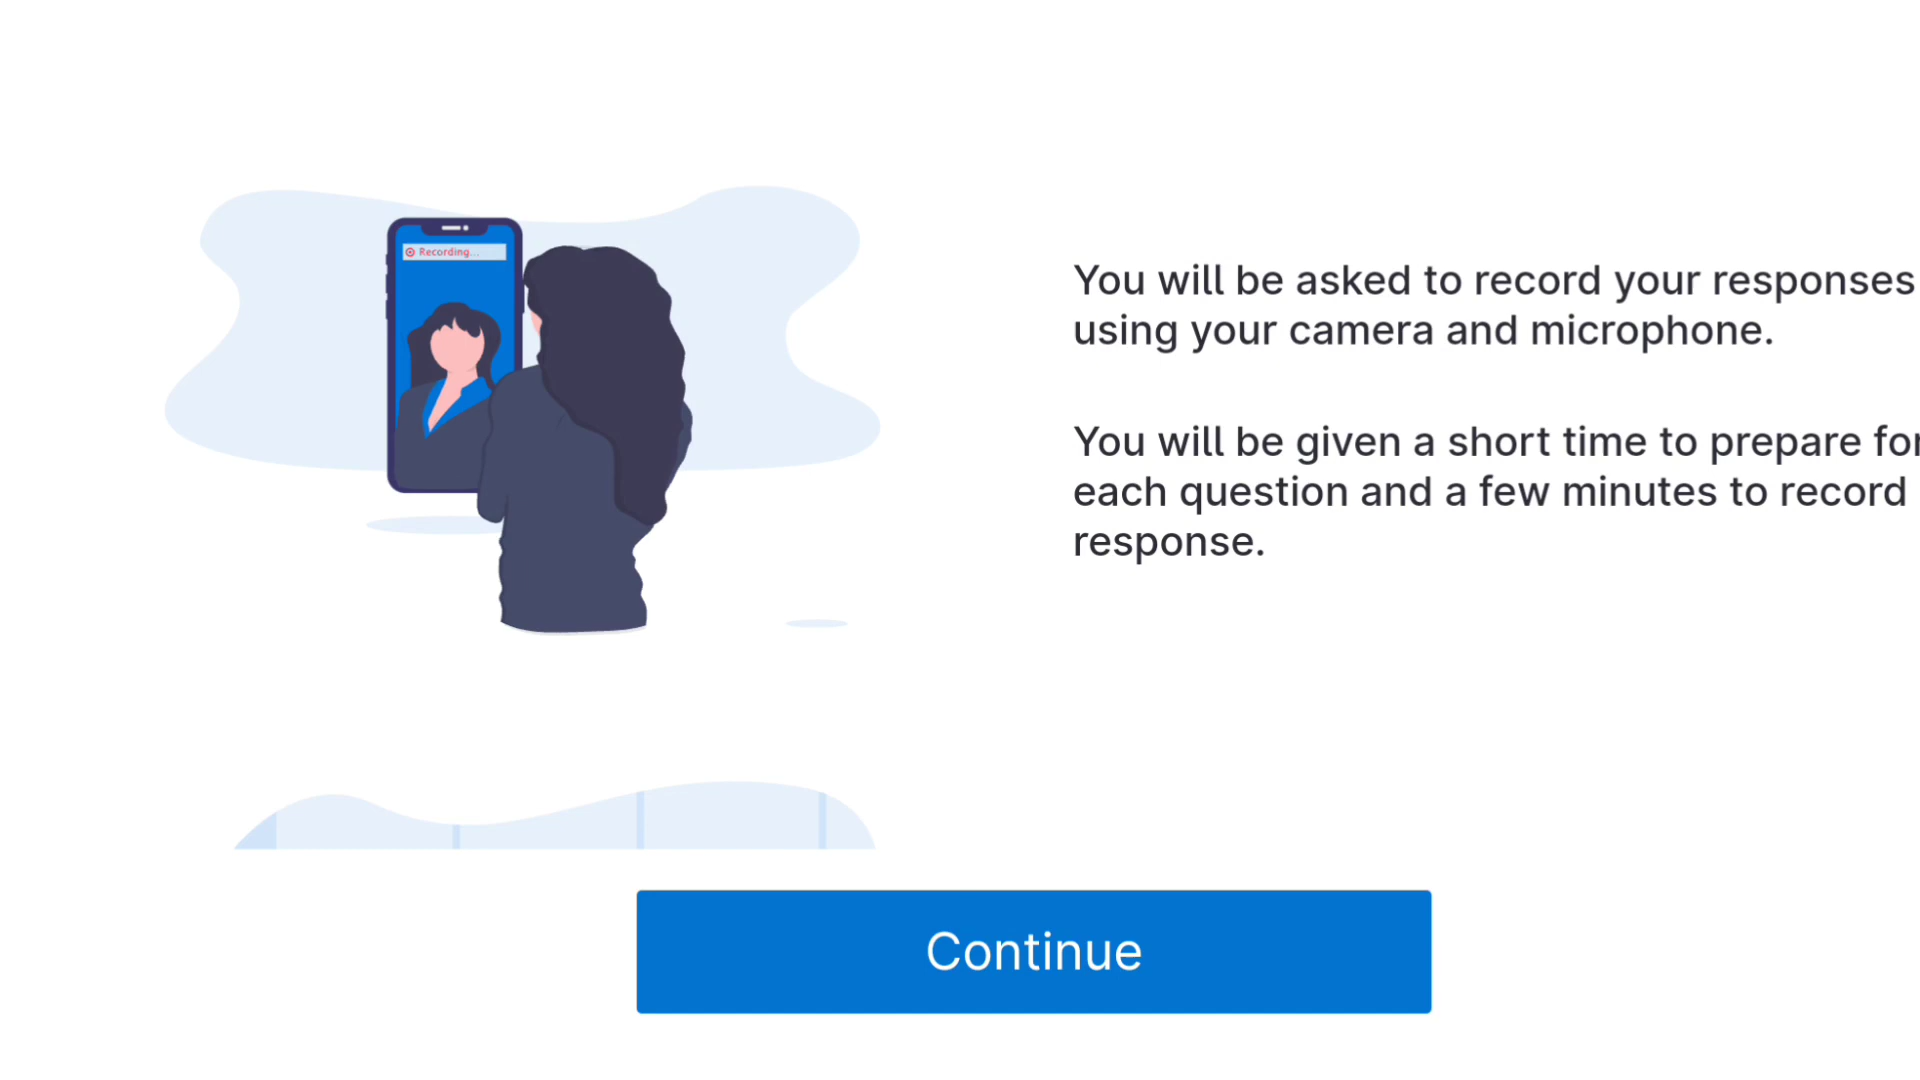 Recording...
You will be asked to record your responses
using your camera and microphone.
You will be given a short time to prepare for
each question and a few minutes to record
response.
Continue